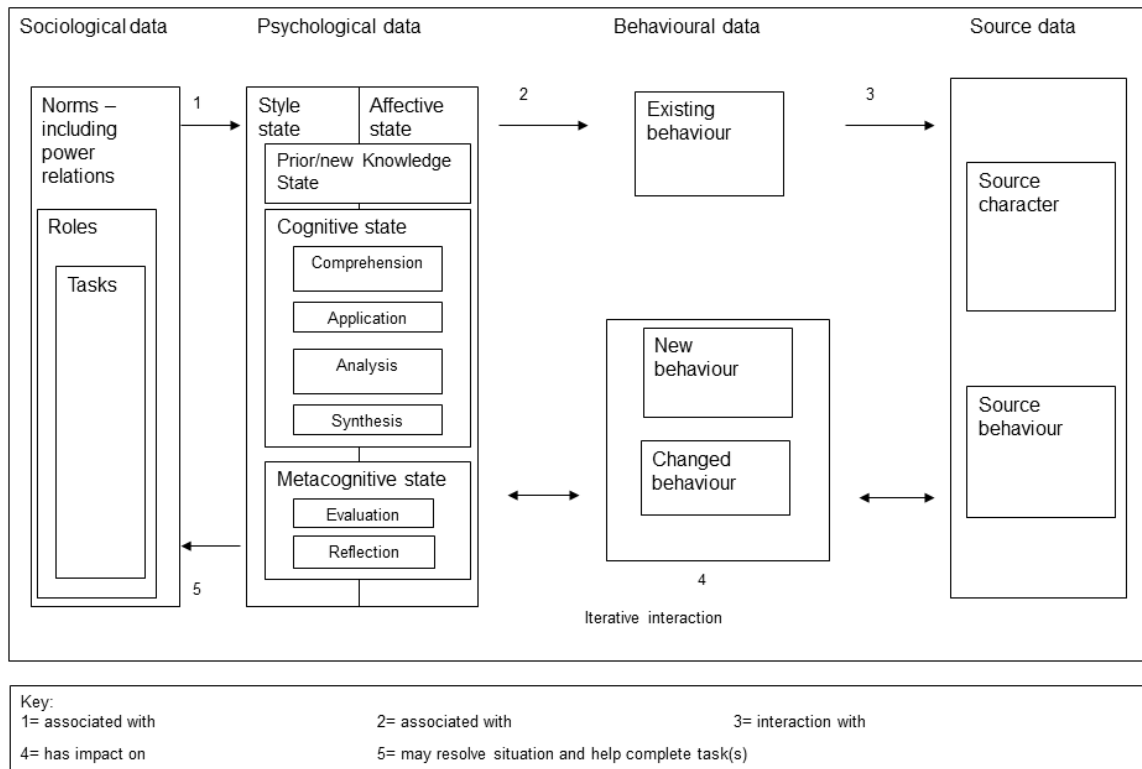 Sociological data
Psychological data
Behavioural data
Source data
Norms –
including
power
relations
Roles
Tasks
1
Style
state
Affective
state
Prior/new Knowledge
State
Cognitive state
Comprehension
Application
Analysis
Synthesis
Metacognitive state
Evaluation
Reflection
5
2
Existing
behaviour
New
behaviour
Changed
behaviour
4
Iterative interaction
3
Source
character
Source
behaviour
Key:
1= associated with
2= associated with
3= interaction with
4= has impact on
5= may resolve situation and help complete task(s)